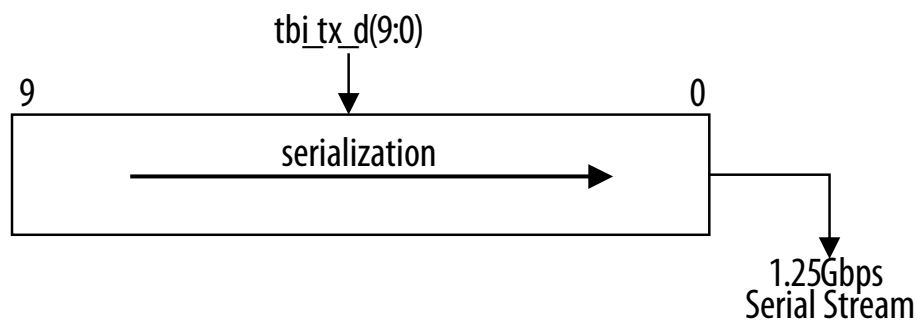 tbi_tx_d(9:0)
9 0
serialization
1.25Gbps
Serial Stream